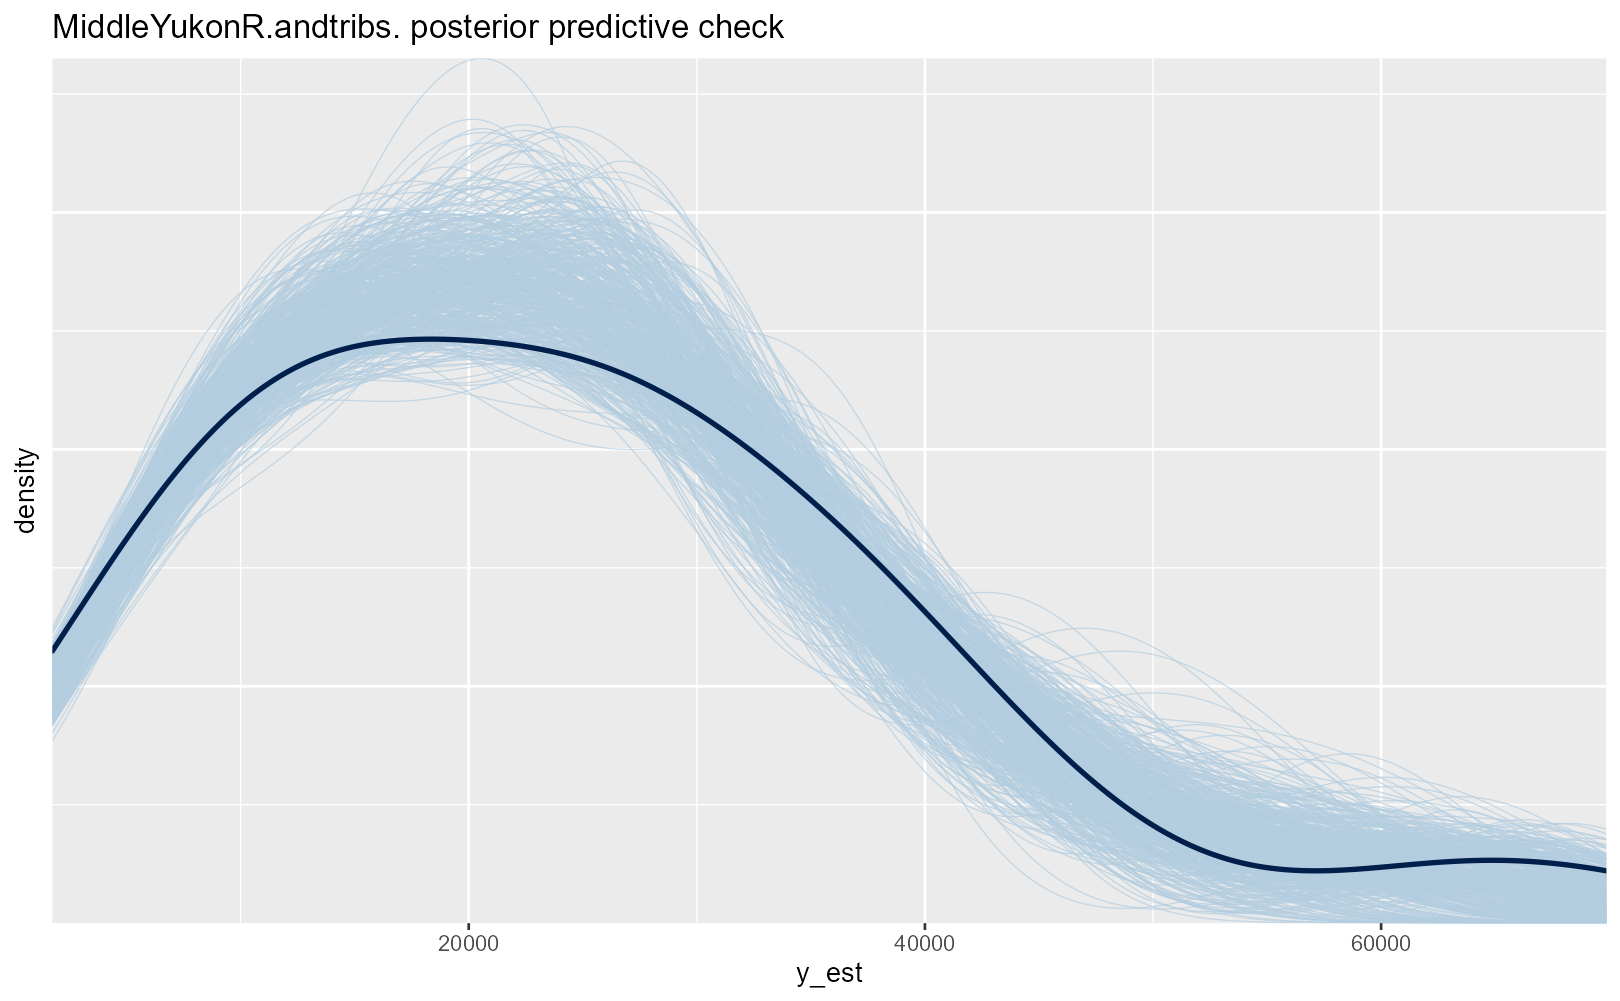 MiddleYukonR.andtribs. posterior predictive check
density
20000
40000
60000
y_est